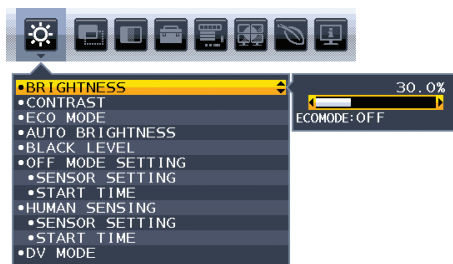 •BRIGHTNESS
30.0%
ECOMODE:OFF
•CONTRAST
•ECO MODE
•AUTO BRIGHTNESS
•BLACK LEVEL
•OFF MODE SETTING
•SENSOR SETTING
•START TIME
•HUMAN SENSING
•SENSOR SETTING
•START TIME
•DV MODE